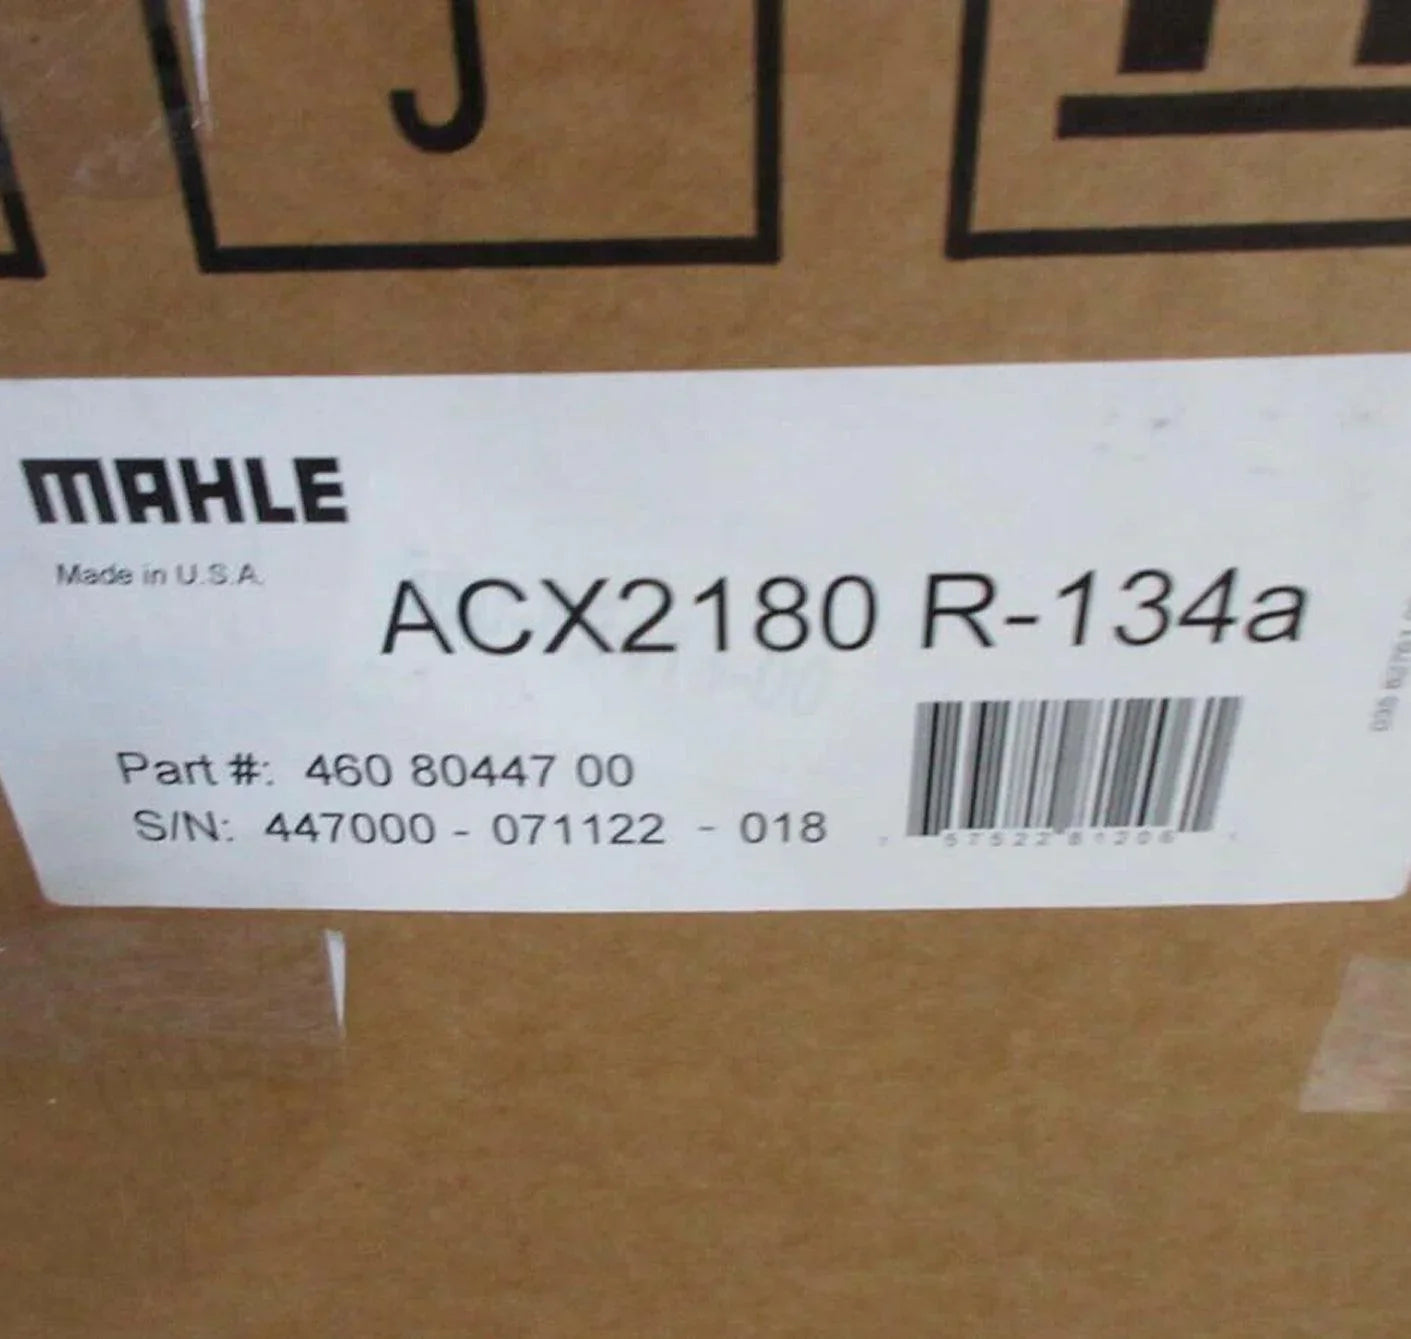 MAHLE
Made in U.S.A.
ACX2180 R-134a
Part #: 460 80447 00
S/N: 447000 - 071122 - 018